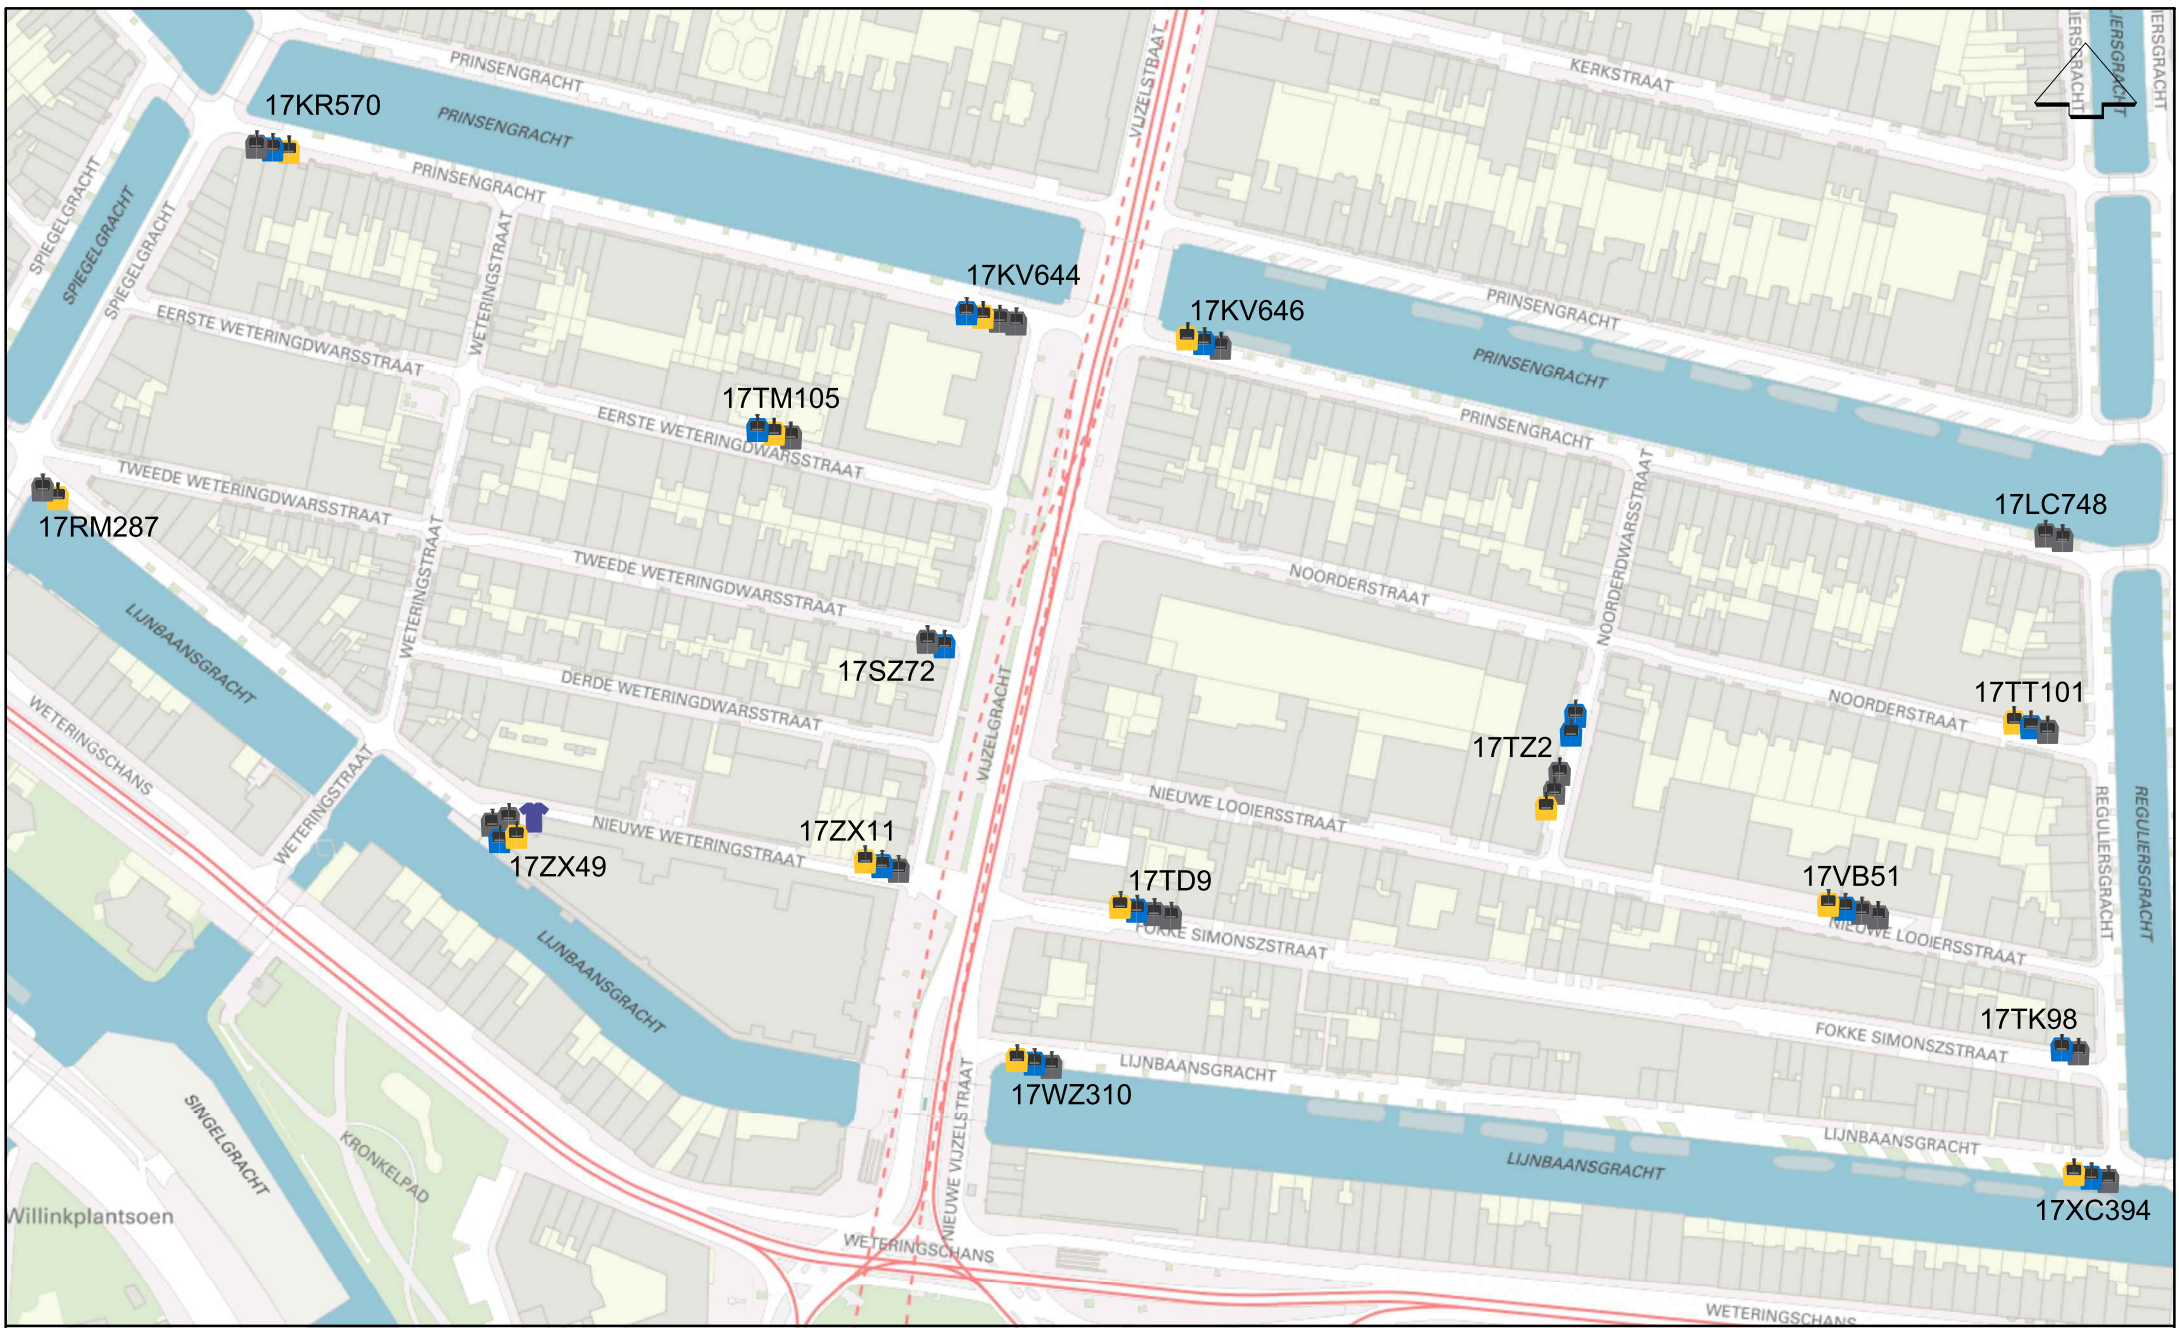 PRINSENGRACHT
VIJZELSTRAAT
KERKSTRAAT
IERSGRACHT
LIERSGRACHT
IERSGRACHT
17KR570
PRINSENGRACHT
PRINSENGRACHT
SPIEGELGRACHT
SPIEGELGRACHT
SPIEGELGRACHT
WETERINGSTRAAT
17KV644
17KV646
PRINSENGRACHT
PRINSENGRACHT
PRINSENGRACHT
EERSTE WETERINGDWARSSTRAAT
17TM105
EERSTE WETERINGDWARSSTRAAT
TWEEDE WETERINGDWARSSTRAAT
17RM287
17LC748
NOORDERDWARSSTRAAT
WETERINGSTRAAT
TWEEDE WETERINGDWARSSTRAAT
NOORDERSTRAAT
LIJNBAANSGRACHT
17SZ72
DERDE WETERINGDWARSSTRAAT
VIJZELGRACHT
17TT101
NOORDERSTRAAT
17TZ2
WETERINGSCHANS
WETERINGSTRAAT
NIEUWE LOOIERSSTRAAT
REGULIERSGRACHT
REGULIERSGRACHT
NIEUWE WETERINGSTRAAT
17ZX11
17ZX49
17TD9
17VB51
FOKKE SIMONSZSTRAAT
NIEUWE LOOIERSSTRAAT
LIJNBAANSGRACHT
17TK98
FOKKE SIMONSZSTRAAT
LIJNBAANSGRACHT
17WZ310
SINGELGRACHT
KRONKELPAD
NIEUWE VIJZELSTRAAT
LIJNBAANSGRACHT
LIJNBAANSGRACHT
17XC394
Willinkplantsoen
WETERINGSCHANS
WETERINGSCHANS